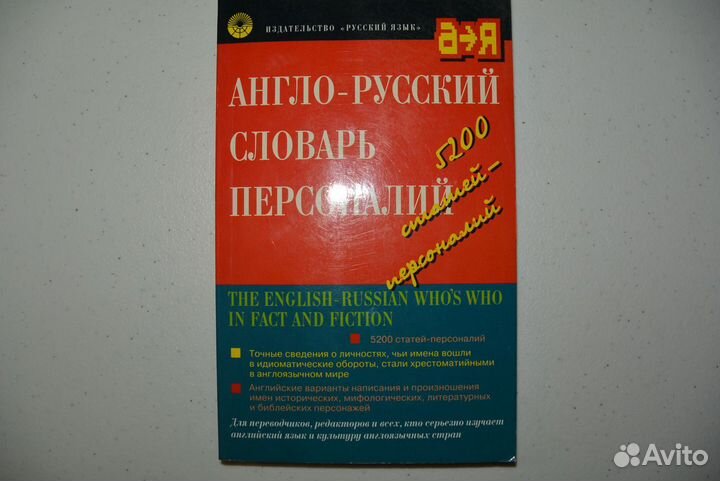 ИЗДАТЕЛЬСТВО «РУССКИЙ ЯЗЫК»
а→я
АНГЛО-РУССКИЙ
СЛОВАРЬ
ПЕРСОНАЛИЙ
5200
статей-
персоналий
THE ENGLISH-RUSSIAN WHO'S WHO
IN FACT AND FICTION
5200 статей-персоналий
Точные сведения о личностях, чьи имена вошли
в идиоматические обороты, стали хрестоматийными
в англоязычном мире
Английские варианты написания и произношения
имен исторических, мифологических, литературных
и библейских персонажей
Для переводчиков, редакторов и всех, кто серьезно изучает
английский язык и культуру англоязычных стран
Avito